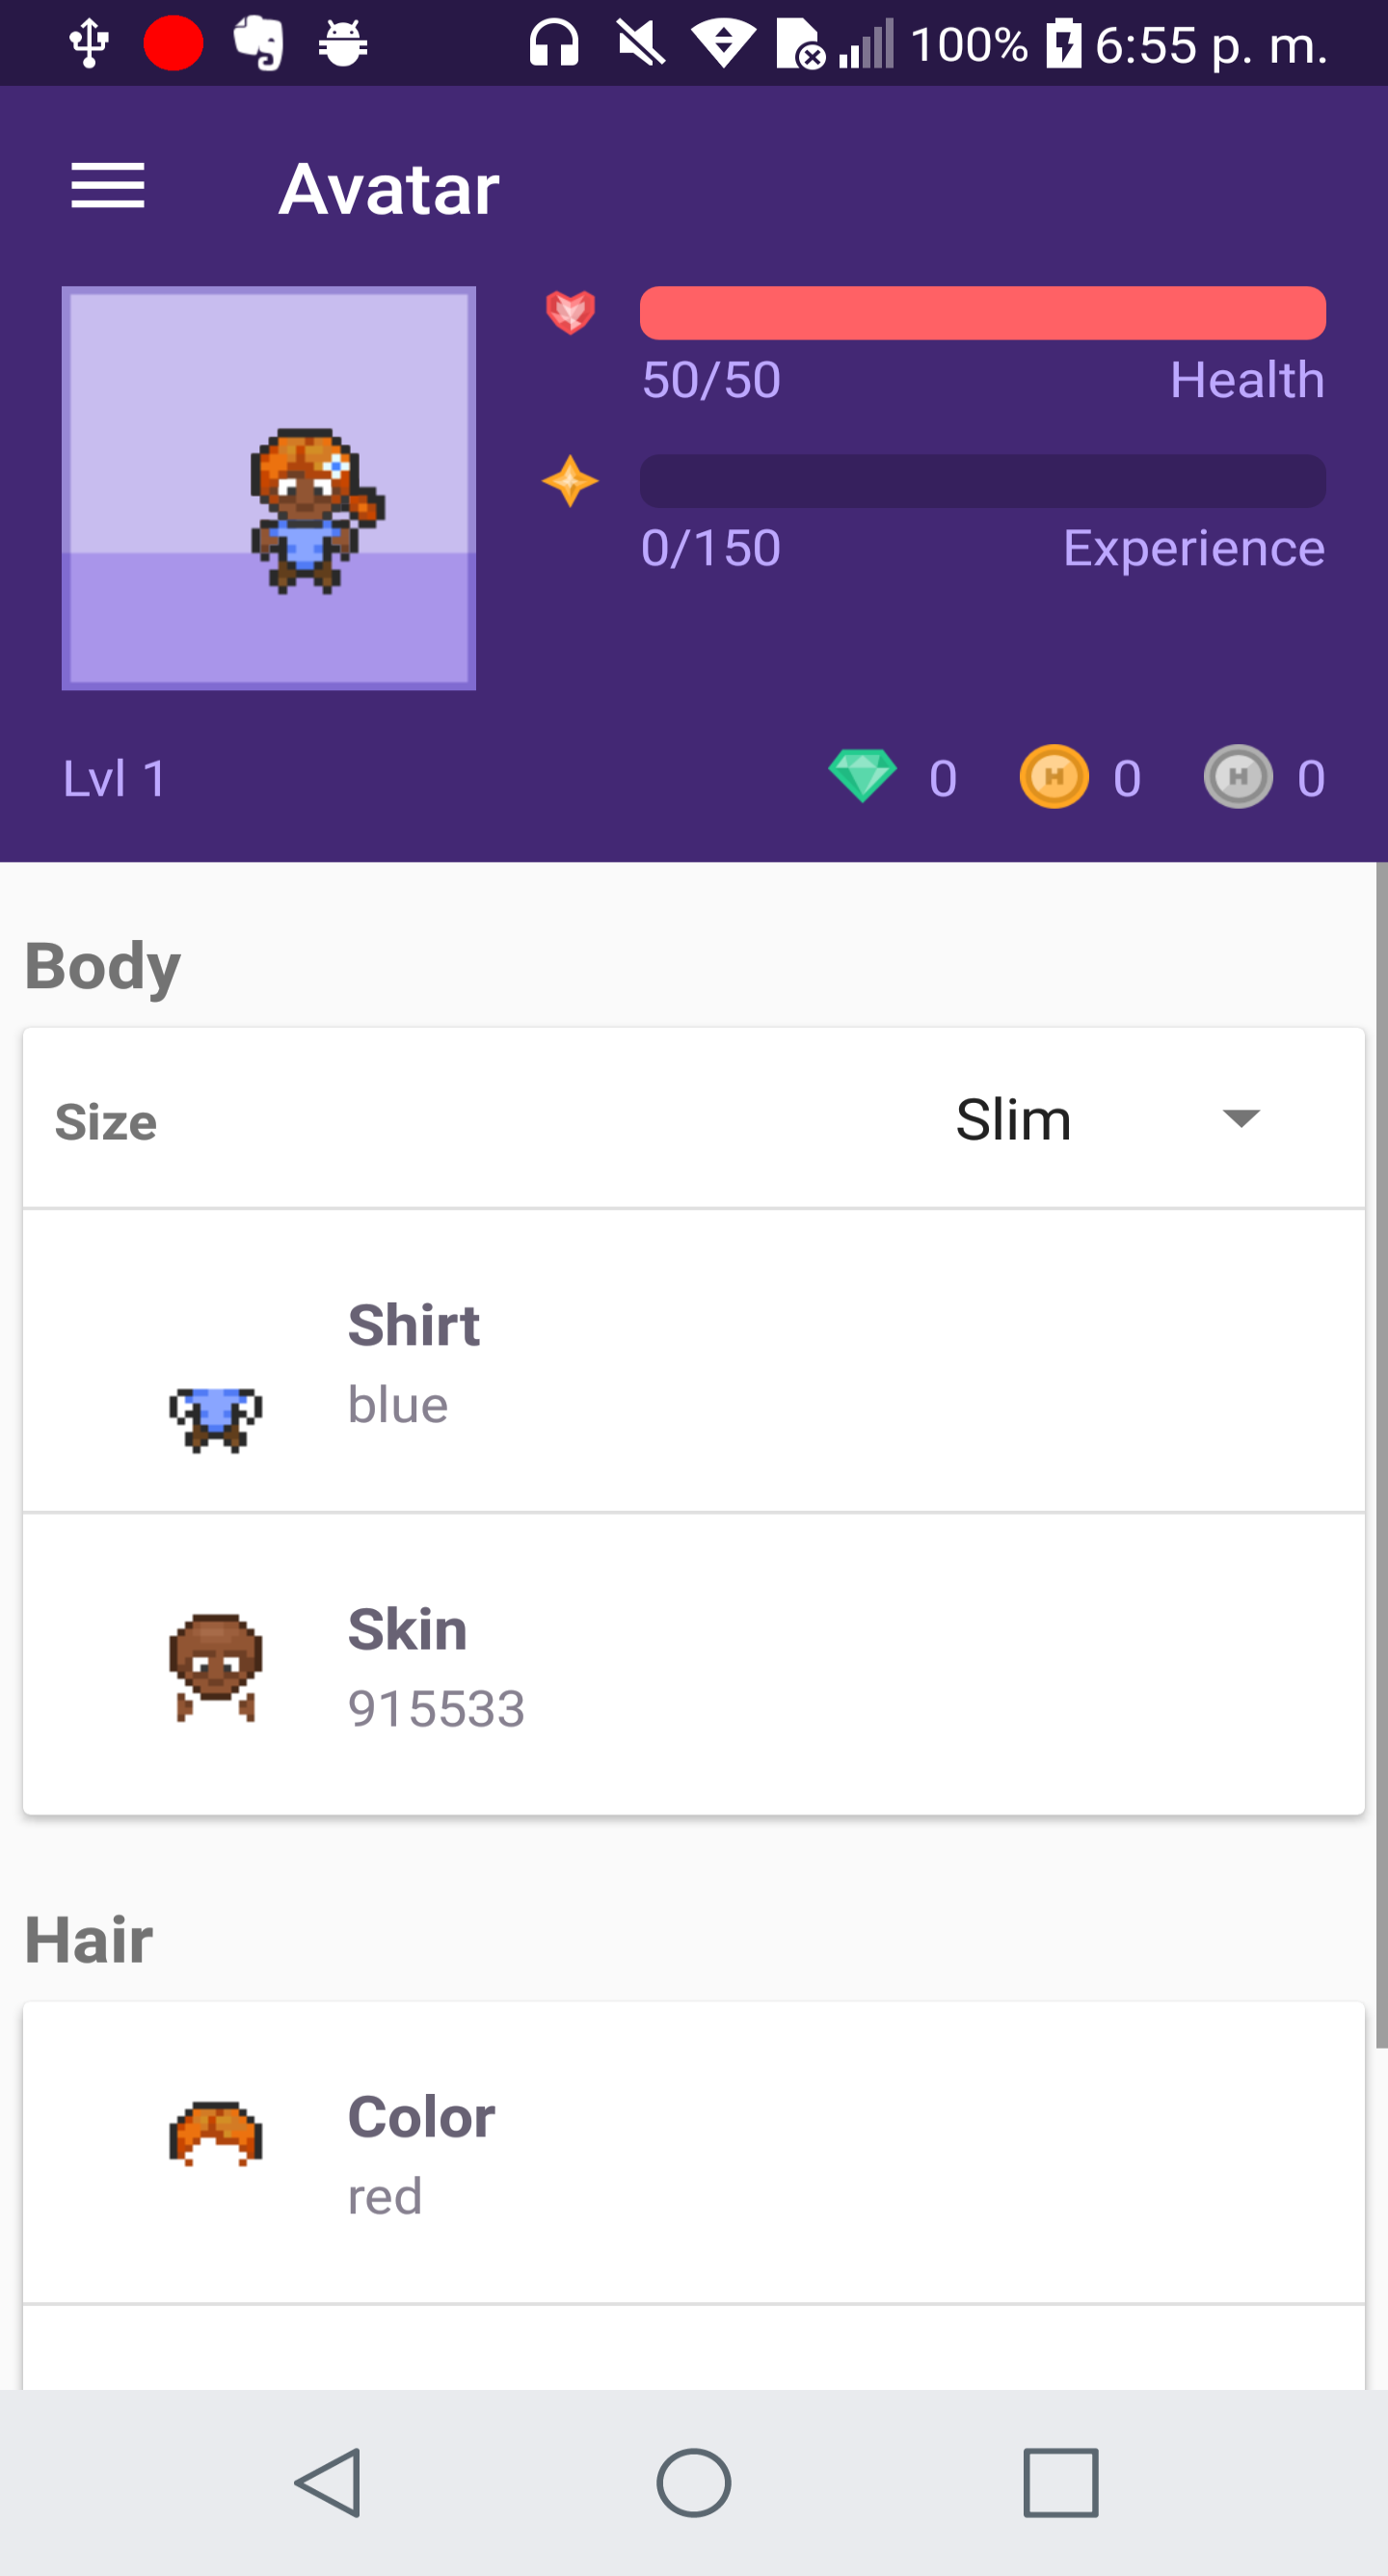 100% 6:55 p. m.
Avatar
50/50 Health
0/150 Experience
Lvl 1 0 H 0 H 0
Body
Size Slim
Shirt
blue
Skin
915533
Hair
Color
red